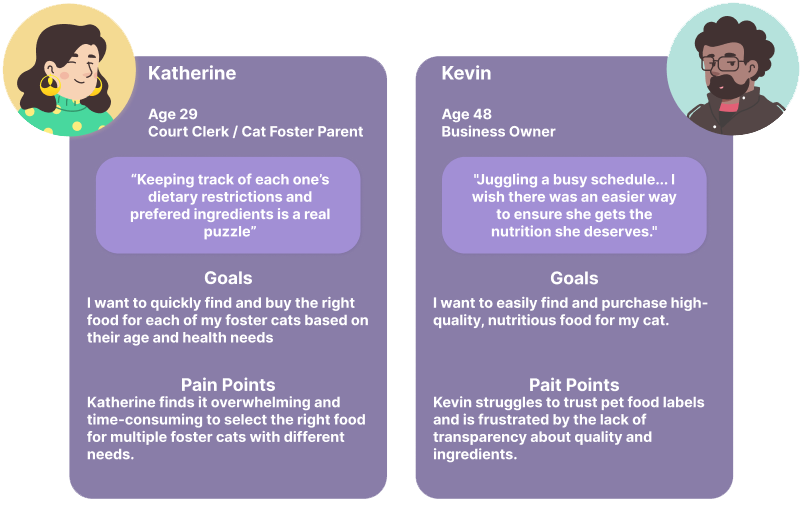 Katherine
Age 29
Court Clerk / Cat Foster Parent
“Keeping track of each one’s
dietary restrictions and
prefered ingredients is a real
puzzle”
Goals
I want to quickly find and buy the right
food for each of my foster cats based on
their age and health needs
Pain Points
Katherine finds it overwhelming and
time-consuming to select the right food
for multiple foster cats with different
needs.
Kevin
Age 48
Business Owner
"Juggling a busy schedule... I
wish there was an easier way
to ensure she gets the
nutrition she deserves."
Goals
I want to easily find and purchase high-
quality, nutritious food for my cat.
Pait Points
Kevin struggles to trust pet food labels
and is frustrated by the lack of
transparency about quality and
ingredients.